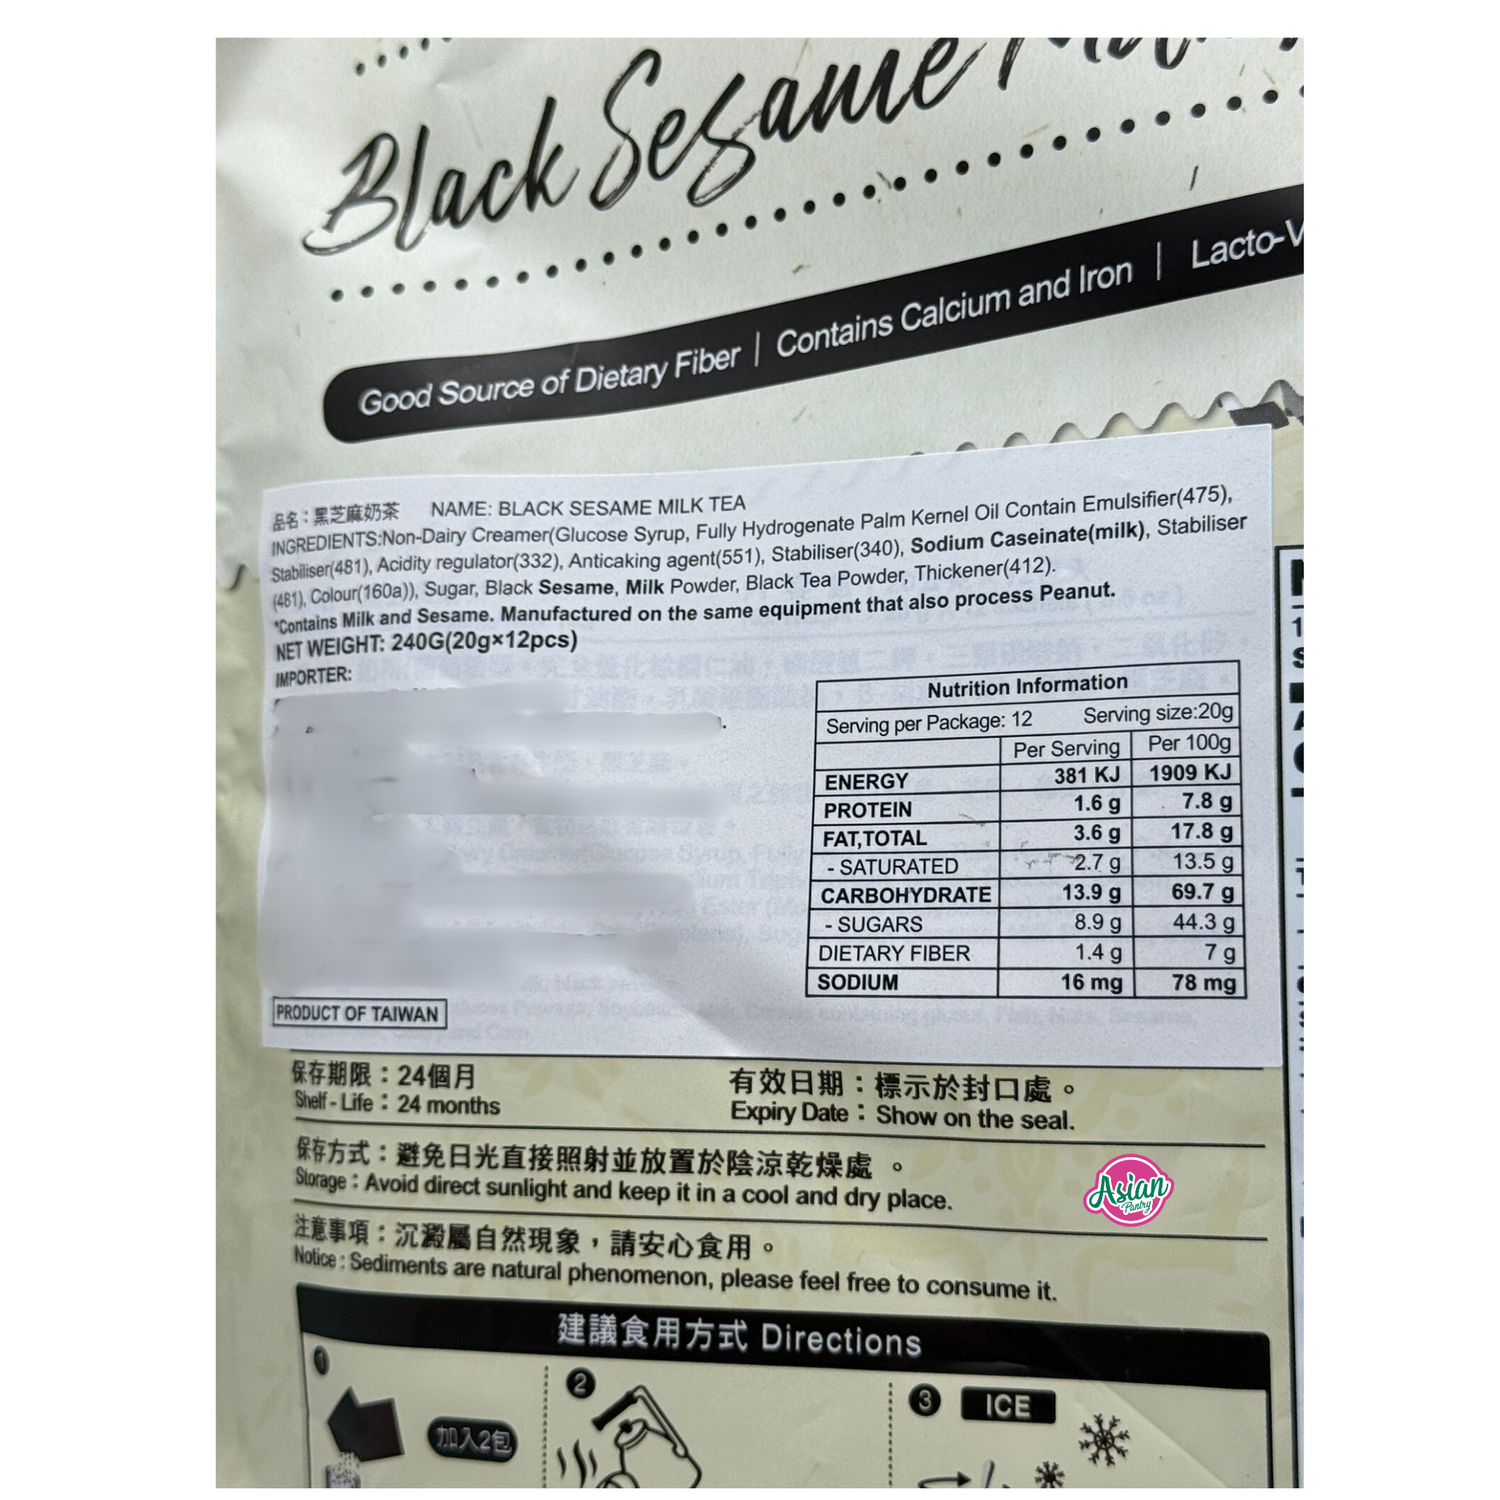 Black Sesame
Good Source of Dietary Fiber | Contains Calcium and Iron | Lacto-V
品名：黑芝麻奶茶 NAME: BLACK SESAME MILK TEA
INGREDIENTS:Non-Dairy Creamer(Glucose Syrup, Fully Hydrogenate Palm Kernel Oil Contain Emulsifier(475),
Stabiliser(481), Acidity regulator(332), Anticaking agent(551), Stabiliser(340), Sodium Caseinate(milk), Stabiliser
(481), Colour(160a)), Sugar, Black Sesame, Milk Powder, Black Tea Powder, Thickener(412).
*Contains Milk and Sesame. Manufactured on the same equipment that also process Peanut.
NET WEIGHT: 240G(20g×12pcs)
IMPORTER:
Nutrition Information
Serving per Package: 12 Serving size:20g
Per Serving Per 100g
ENERGY 381 KJ 1909 KJ
PROTEIN 1.6 g 7.8 g
FAT,TOTAL 3.6 g 17.8 g
- SATURATED 2.7 g 13.5 g
CARBOHYDRATE 13.9 g 69.7 g
- SUGARS 8.9 g 44.3 g
DIETARY FIBER 1.4 g 7 g
SODIUM 16 mg 78 mg
PRODUCT OF TAIWAN
保存期限：24個月 有效日期：標示於封口處。
Shelf - Life：24 months Expiry Date：Show on the seal.
保存方式：避免日光直接照射並放置於陰涼乾燥處。
Storage：Avoid direct sunlight and keep it in a cool and dry place.
Asian
Pantry
注意事項：沉澱屬自然現象，請安心食用。
Notice：Sediments are natural phenomenon, please feel free to consume it.
建議食用方式 Directions
1 2 3 ICE
加入2包